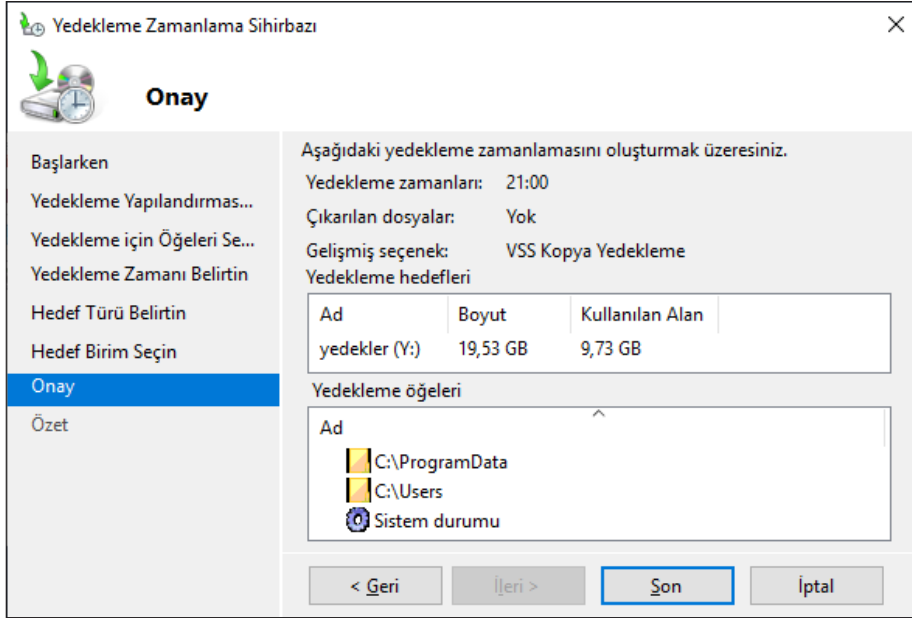 Yedekleme Zamanlama Sihirbazı
Onay
Başlarken
Yedekleme Yapılandırmas...
Yedekleme için Öğeleri Se...
Yedekleme Zamanı Belirtin
Hedef Türü Belirtin
Hedef Birim Seçin
Onay
Özet
Aşağıdaki yedekleme zamanlamasını oluşturmak üzeresiniz.
Yedekleme zamanları: 21:00
Çıkarılan dosyalar: Yok
Gelişmiş seçenek: VSS Kopya Yedekleme
Yedekleme hedefleri
Ad Boyut Kullanılan Alan
yedekler (Y:) 19,53 GB 9,73 GB
Yedekleme öğeleri
Ad
C:\ProgramData
C:\Users
Sistem durumu
< Geri İleri > Son İptal